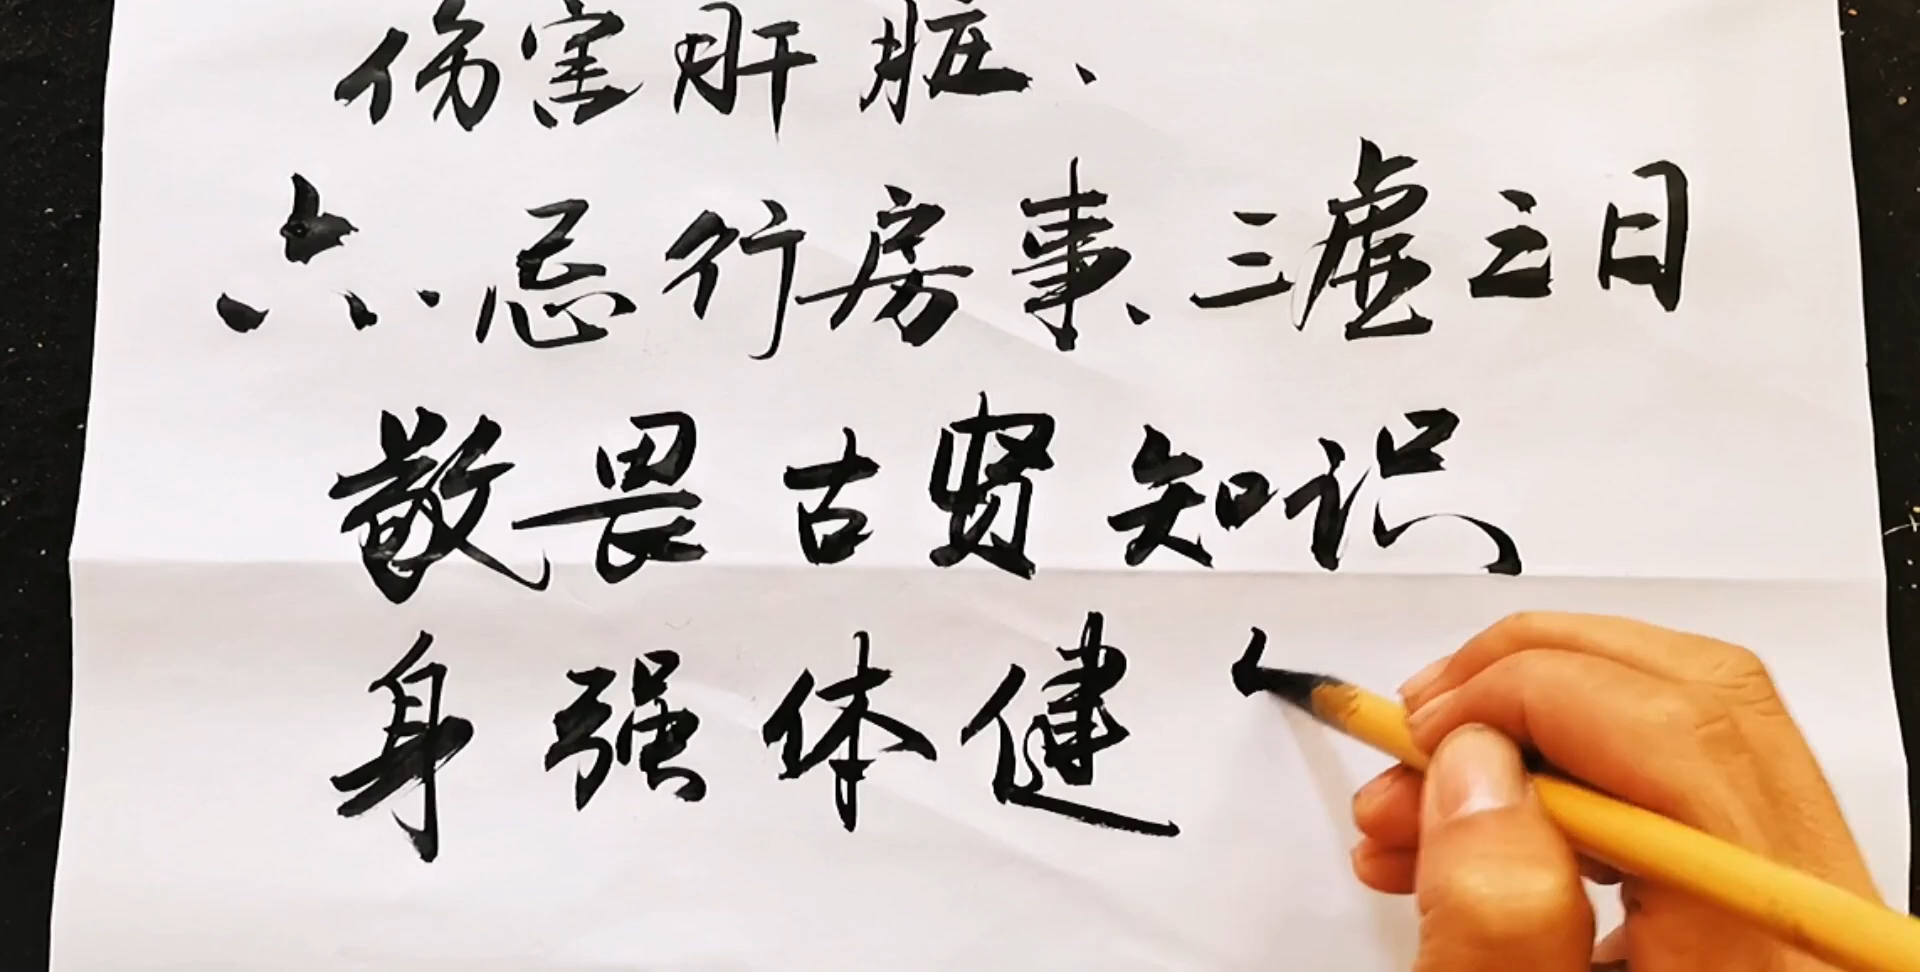 伤害肝脏、
六、忌行房事、三虚之日
敬畏古贤知识
身强体健